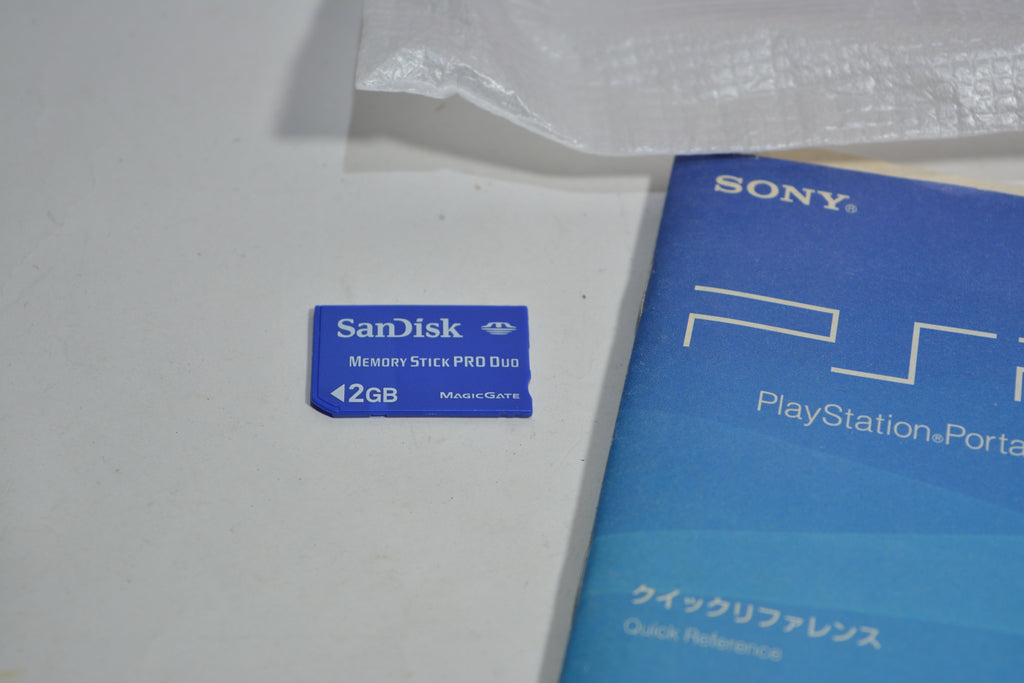 SanDisk
MEMORY STICK PRO DUO
2GB MAGICGATE
SONY®
PSP
PlayStation®Porta
クイックリファレンス
Quick Reference